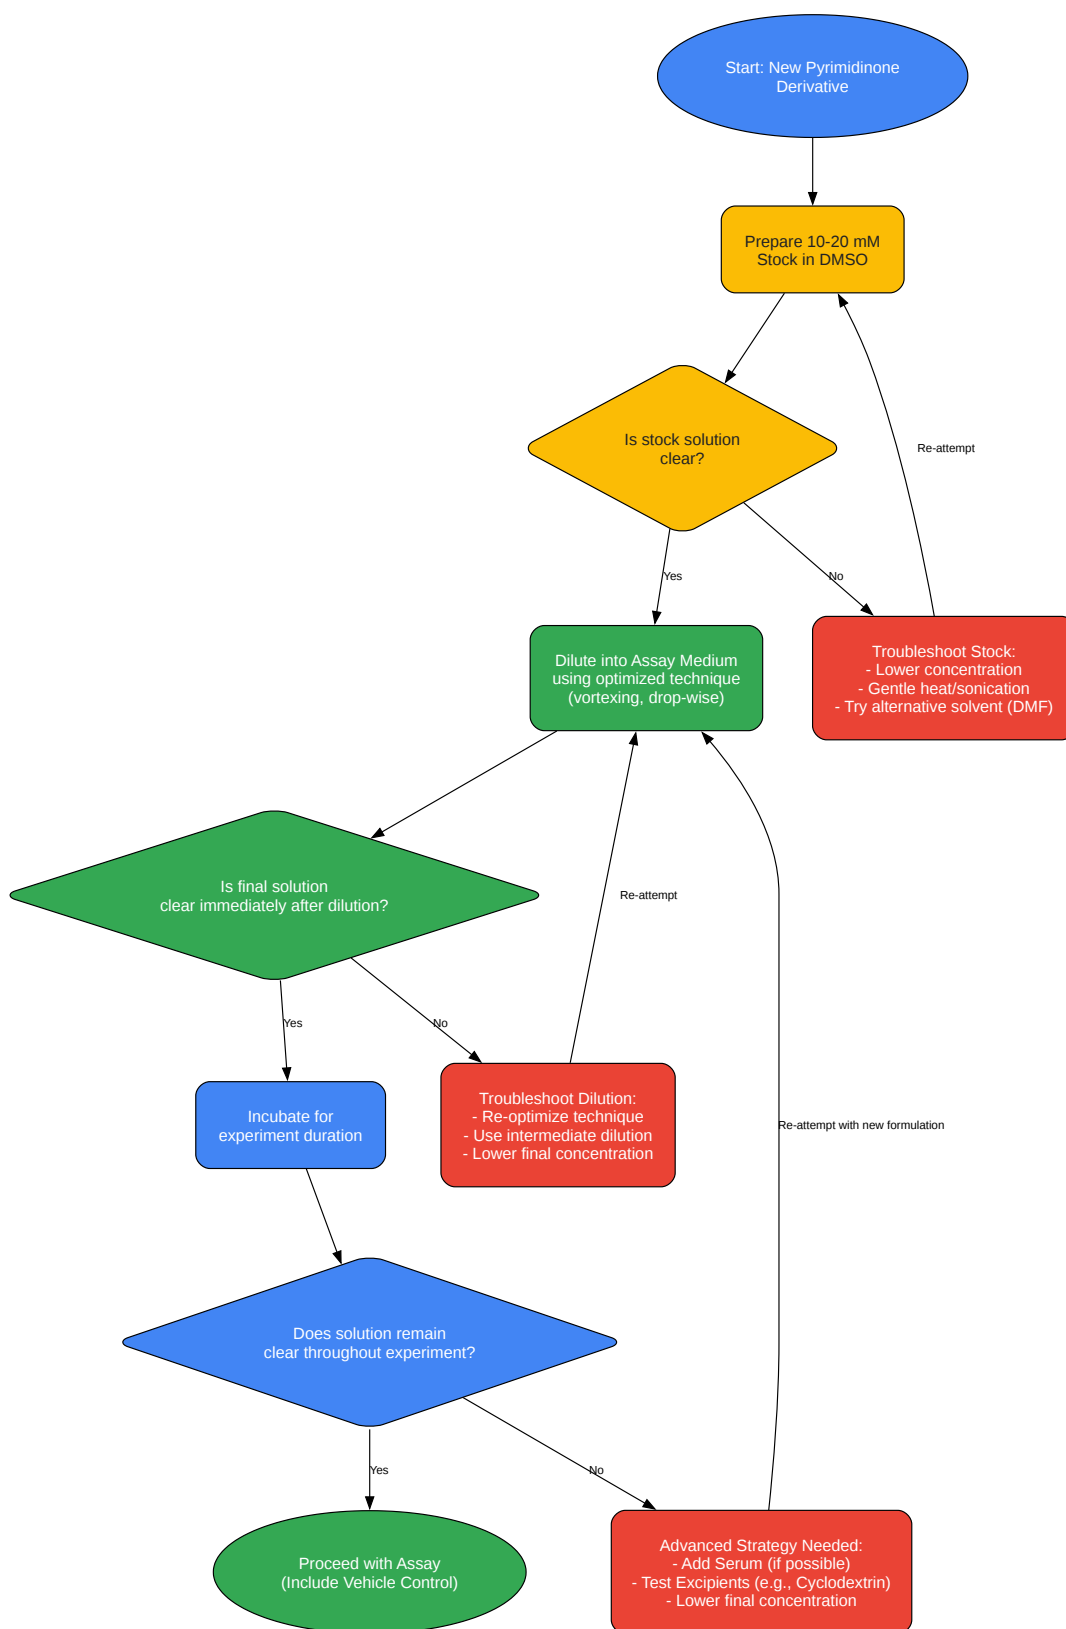 Start: New Pyrimidinone
Derivative
Prepare 10-20 mM
Stock in DMSO
Is stock solution
clear?
Re-attempt
Yes
No
Troubleshoot Stock:
- Lower concentration
- Gentle heat/sonication
- Try alternative solvent (DMF)
Dilute into Assay Medium
using optimized technique
(vortexing, drop-wise)
Is final solution
clear immediately after dilution?
Re-attempt
Yes
No
Incubate for
experiment duration
Troubleshoot Dilution:
- Re-optimize technique
- Use intermediate dilution
- Lower final concentration
Re-attempt with new formulation
Does solution remain
clear throughout experiment?
Yes
No
Proceed with Assay
(Include Vehicle Control)
Advanced Strategy Needed:
- Add Serum (if possible)
- Test Excipients (e.g., Cyclodextrin)
- Lower final concentration